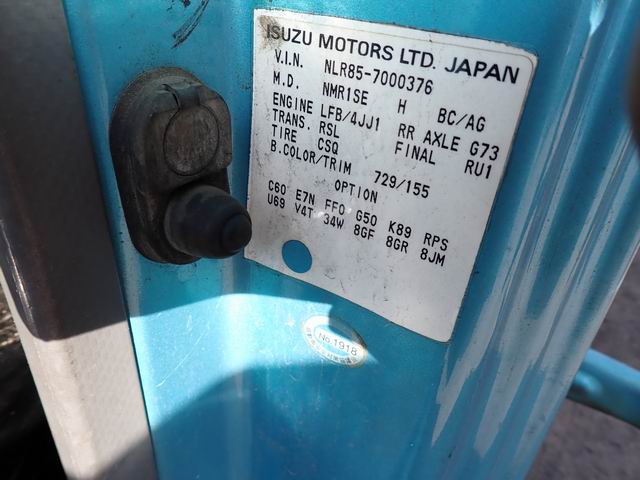 ISUZU MOTORS LTD. JAPAN
V.I.N. NLR85-7000376
M.D. NMR1SE H BC/AG
ENGINE LFB/4JJ1 RR AXLE G73
TRANS. RSL FINAL RU1
TIRE CSQ
B.COLOR/TRIM 729/155
OPTION
C60 E7N FF0 G50 K89 RPS
U69 V4T 34W 8GF 8GR 8JM
No.1918